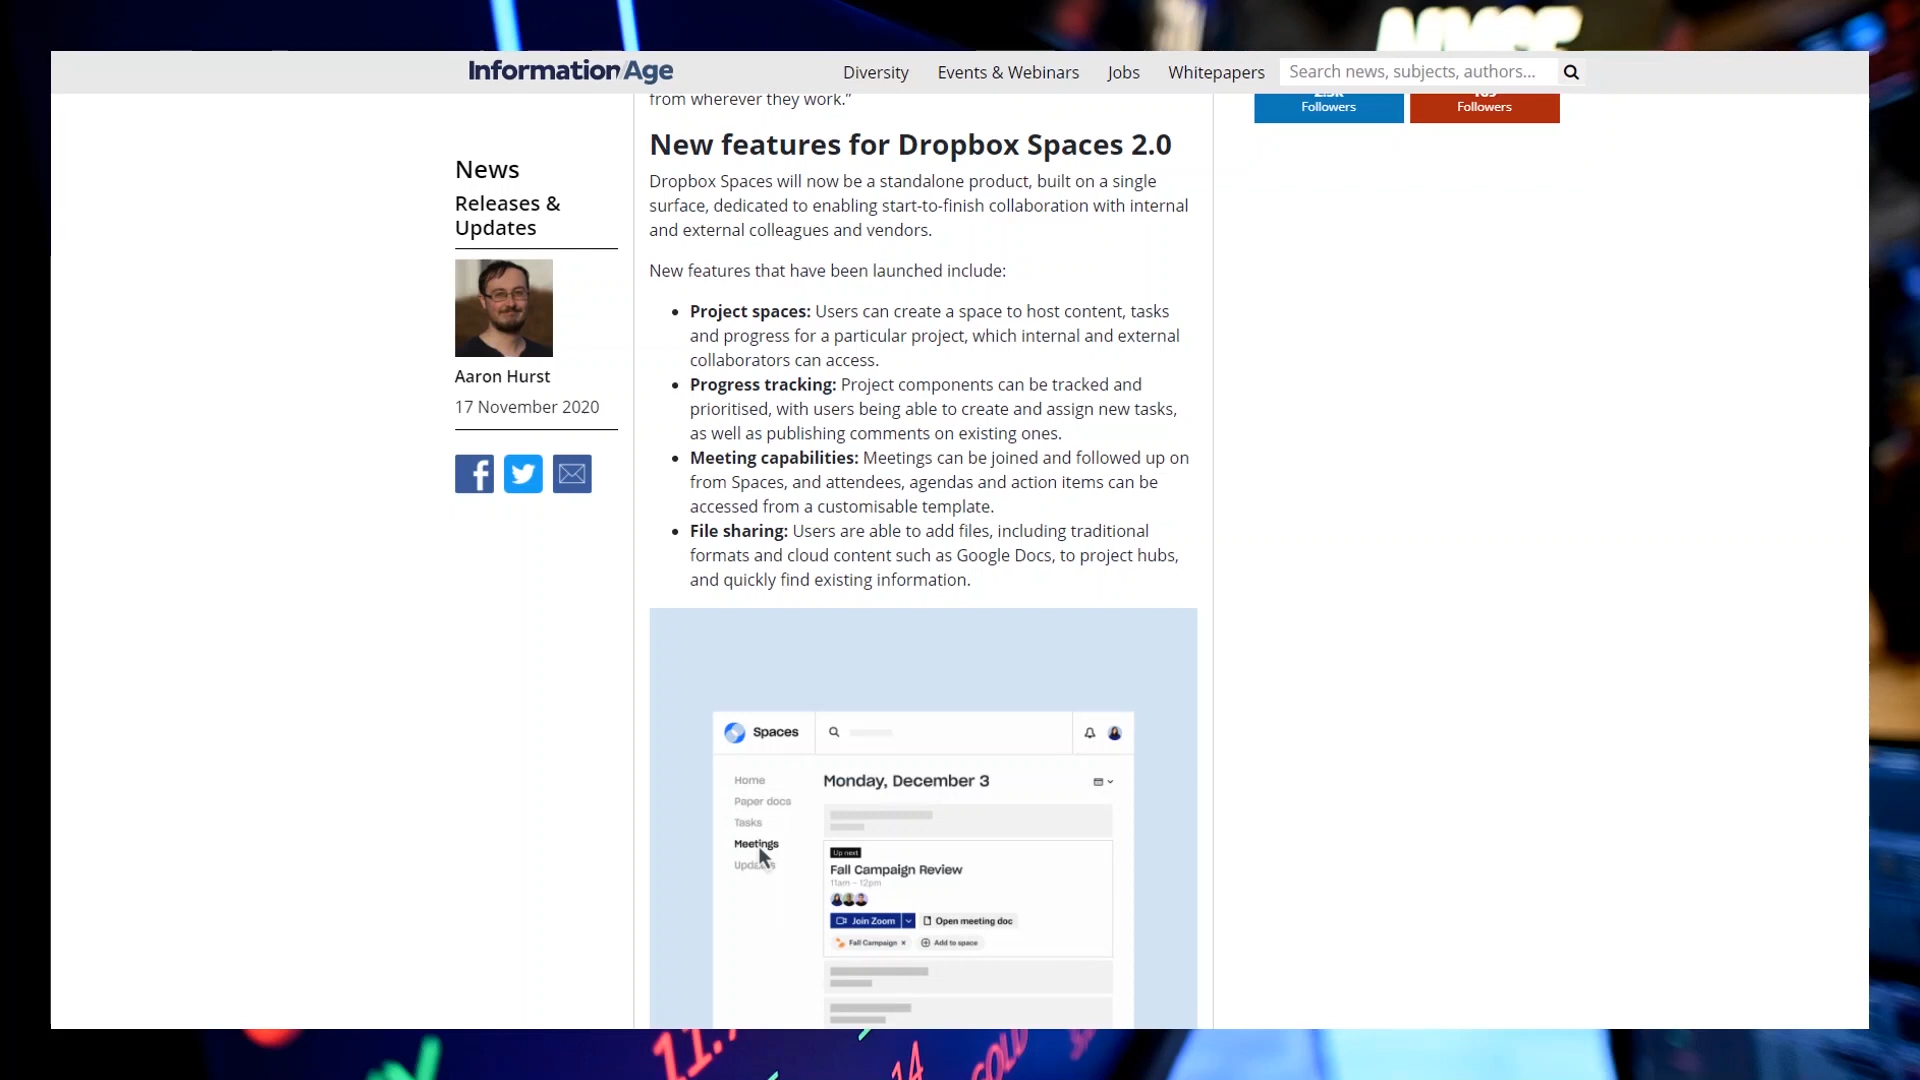 InformationAge
Diversity
Events & Webinars
Jobs
Whitepapers
Search news, subjects, authors...
from wherever they work.”
Followers
Followers
New features for Dropbox Spaces 2.0
Dropbox Spaces will now be a standalone product, built on a single
surface, dedicated to enabling start-to-finish collaboration with internal
and external colleagues and vendors.
News
Releases &
Updates
Aaron Hurst
17 November 2020
New features that have been launched include:
• Project spaces: Users can create a space to host content, tasks
and progress for a particular project, which internal and external
collaborators can access.
• Progress tracking: Project components can be tracked and
prioritised, with users being able to create and assign new tasks,
as well as publishing comments on existing ones.
• Meeting capabilities: Meetings can be joined and followed up on
from Spaces, and attendees, agendas and action items can be
accessed from a customisable template.
• File sharing: Users are able to add files, including traditional
formats and cloud content such as Google Docs, to project hubs,
and quickly find existing information.
Spaces
Home
Paper docs
Tasks
Meetings
Updates
Monday, December 3
Up next
Fall Campaign Review
11am – 12pm
Join Zoom
Open meeting doc
Fall Campaign ×
Add to space
14
GOLD